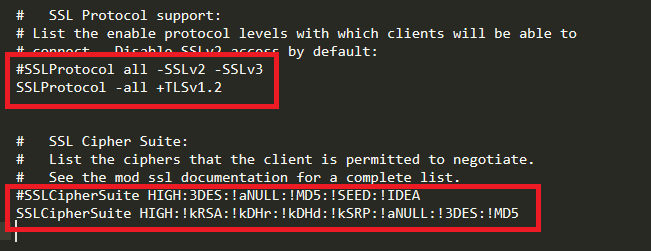 #   SSL Protocol support:
# List the enable protocol levels with which clients will be able to
# connect.  Disable SSLv2 access by default:
#SSLProtocol all -SSLv2 -SSLv3
SSLProtocol -all +TLSv1.2
#   SSL Cipher Suite:
#   List the ciphers that the client is permitted to negotiate.
#   See the mod ssl documentation for a complete list.
#SSLCipherSuite HIGH:3DES:!aNULL:!MD5:!SEED:!IDEA
SSLCipherSuite HIGH:!kRSA:!kDHr:!kDHd:!kSRP:!aNULL:!3DES:!MD5